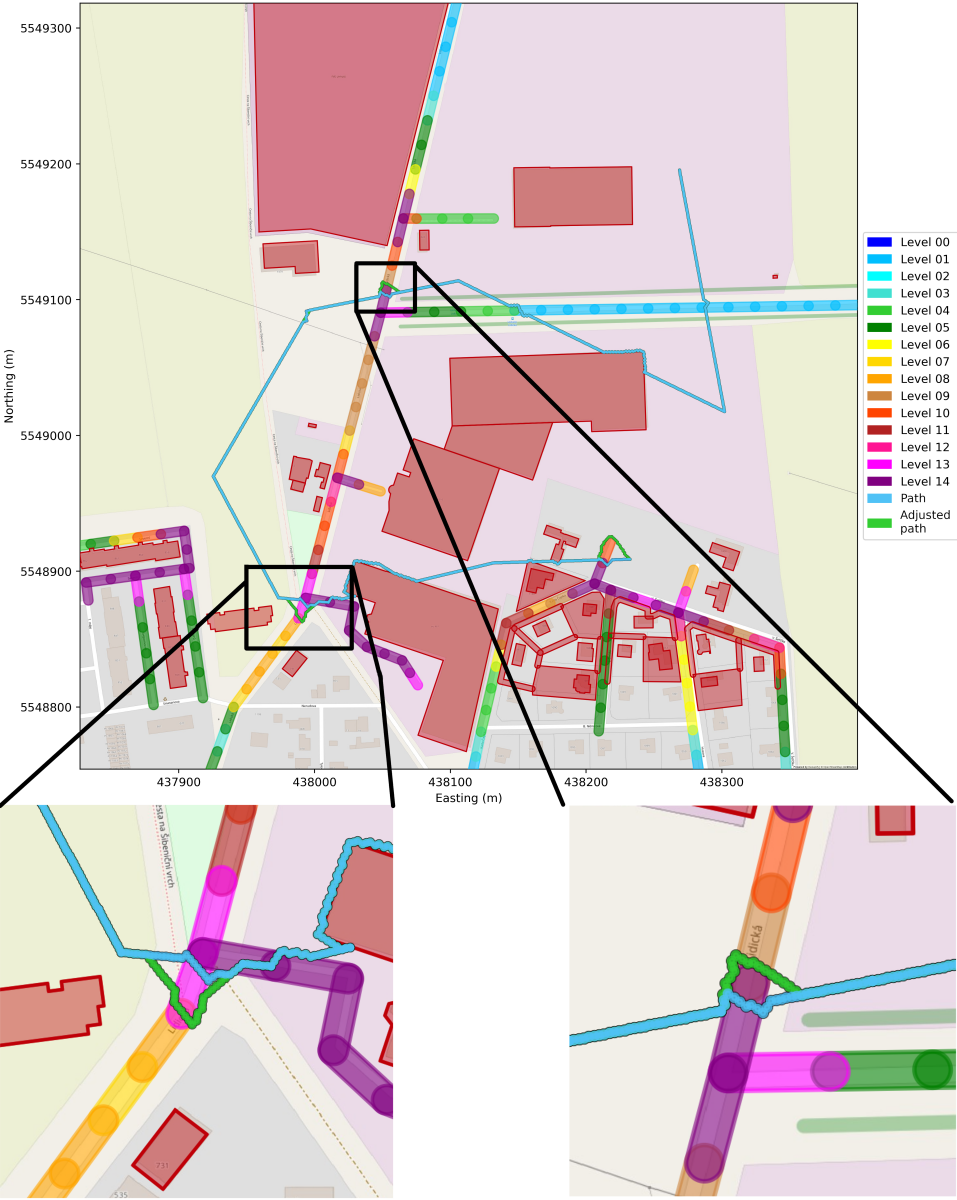 5549300
5549200
5549100
5549000
5548900
5548800
Northing (m)
437900
438000
438100
438200
438300
Easting (m)
Level 00
Level 01
Level 02
Level 03
Level 04
Level 05
Level 06
Level 07
Level 08
Level 09
Level 10
Level 11
Level 12
Level 13
Level 14
Path
Adjusted
path
esta na Šibeniční vrch
731
535
dická